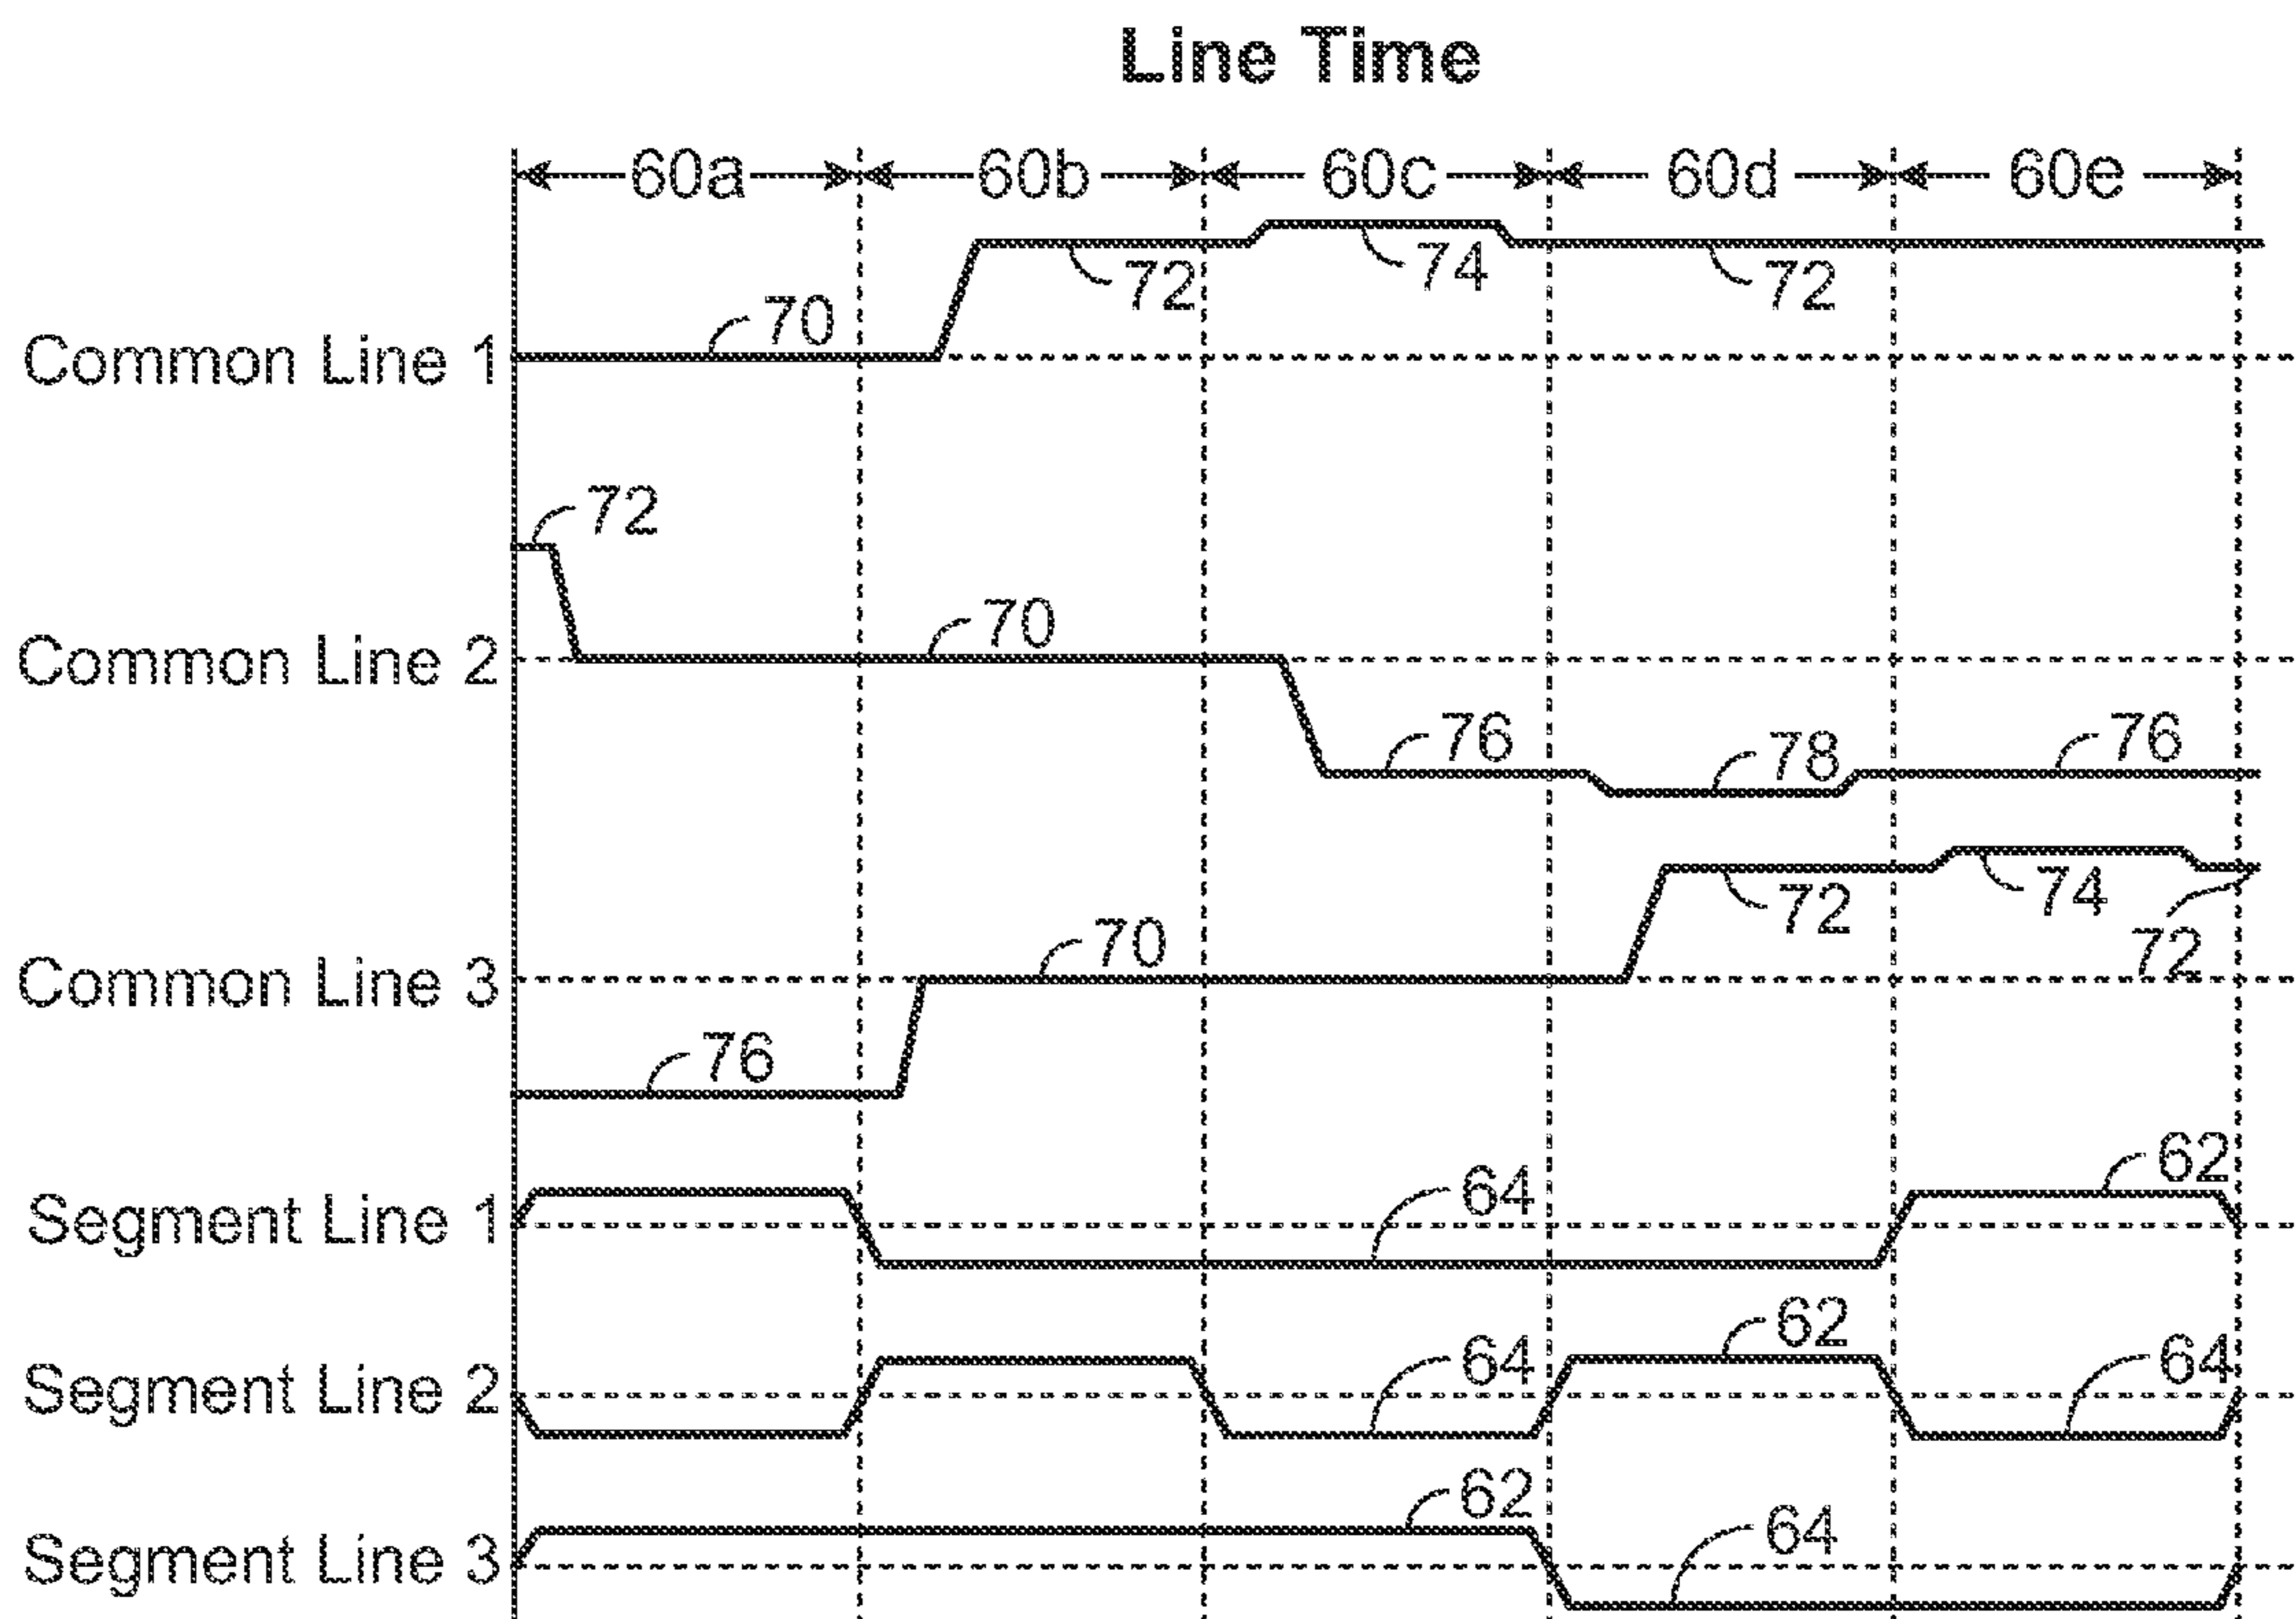 Line Time
60a 60b 60c 60d 60e
72 74 72
70
Common Line 1
72
70
Common Line 2
76 78 76
72 74 72
70
Common Line 3
76
62
64
Segment Line 1
62
64 64
Segment Line 2
62
64
Segment Line 3